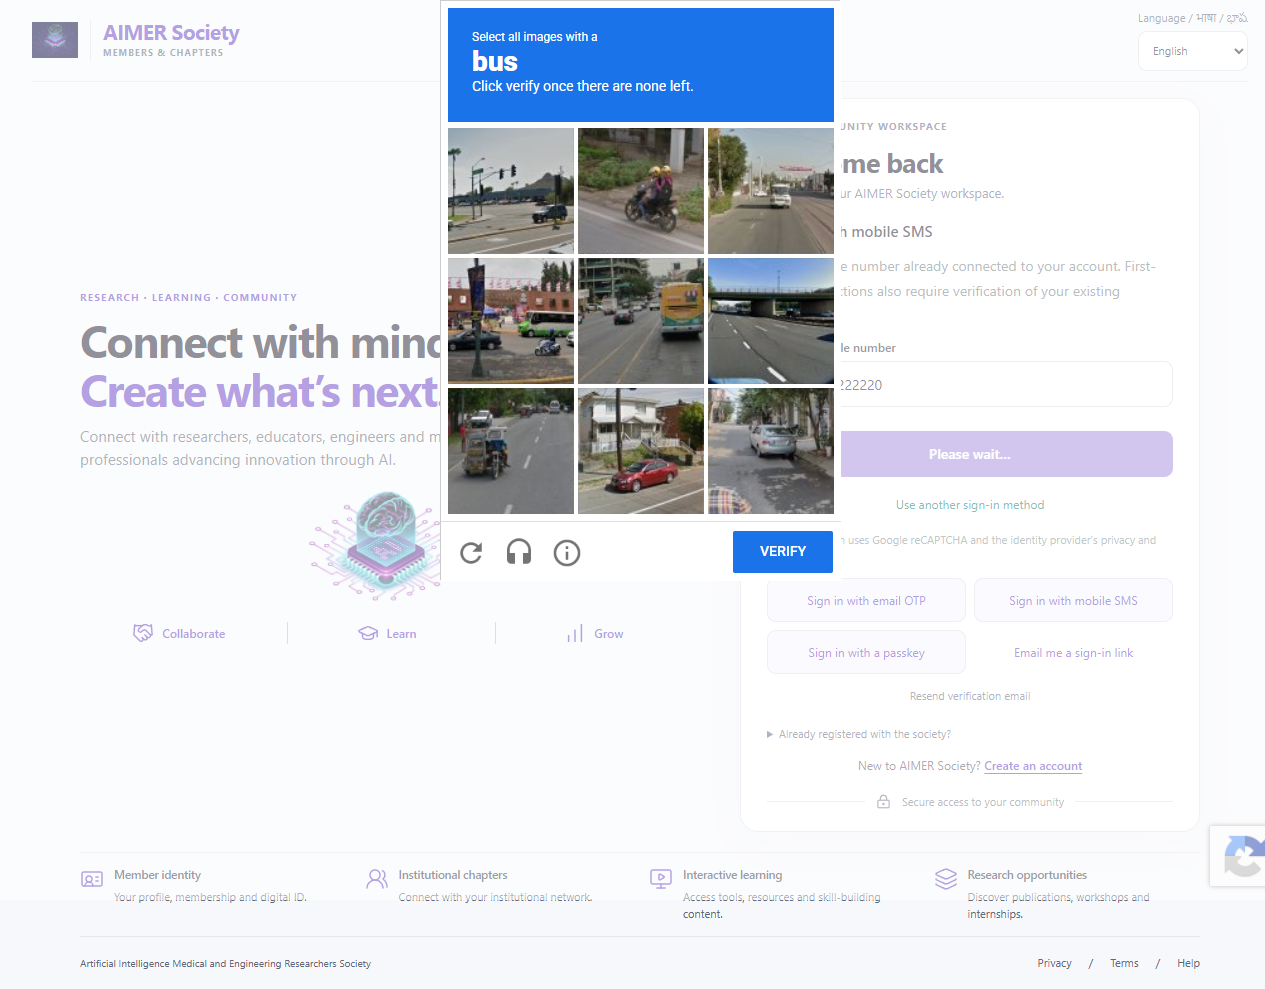 AIMER Society
MEMBERS & CHAPTERS
Language / भाषा / భాష
English
Select all images with a
bus
Click verify once there are none left.
VERIFY
RESEARCH • LEARNING • COMMUNITY
Connect with mind
Create what's next.
Connect with researchers, educators, engineers and m
professionals advancing innovation through AI.
Collaborate
Learn
Grow
UNITY WORKSPACE
me back
ur AIMER Society workspace.
h mobile SMS
e number already connected to your account. First-
tions also require verification of your existing
le number
222220
Please wait...
Use another sign-in method
n uses Google reCAPTCHA and the identity provider's privacy and
Sign in with email OTP
Sign in with mobile SMS
Sign in with a passkey
Email me a sign-in link
Resend verification email
Already registered with the society?
New to AIMER Society? Create an account
Secure access to your community
Member identity
Your profile, membership and digital ID.
Institutional chapters
Connect with your institutional network.
Interactive learning
Access tools, resources and skill-building
content.
Research opportunities
Discover publications, workshops and
internships.
Artificial Intelligence Medical and Engineering Researchers Society
Privacy / Terms / Help